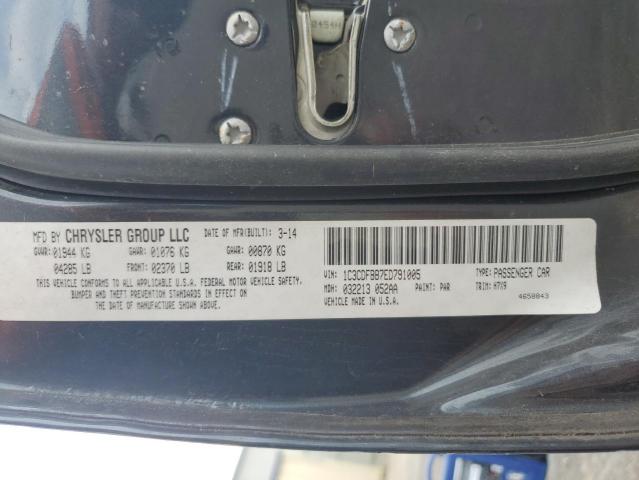 0454H
MFD BY CHRYSLER GROUP LLC DATE OF MFR(BUILT): 3-14
GVWR: 01944 KG GAWR: 01076 KG GAWR: 00870 KG
04285 LB FRONT: 02370 LB REAR: 01918 LB
THIS VEHICLE CONFORMS TO ALL APPLICABLE U.S.A. FEDERAL MOTOR VEHICLE SAFETY,
BUMPER AND THEFT PREVENTION STANDARDS IN EFFECT ON
THE DATE OF MANUFACTURE SHOWN ABOVE.
VIN: 1C3CDFBB7ED791005 TYPE: PASSENGER CAR
MDH: 032213 052AA PAINT: PAR TRIM: H7X9
VEHICLE MADE IN U.S.A. 4658843